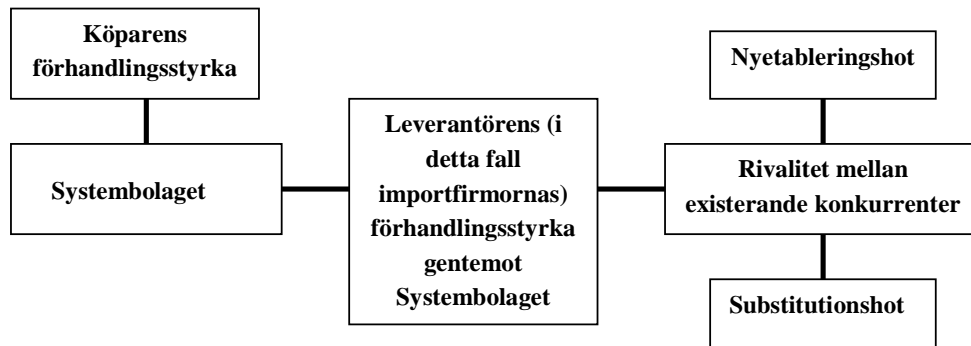 Köparens
förhandlingsstyrka
Systembolaget
Leverantörens (i
detta fall
importfirmornas)
förhandlingsstyrka
gentemot
Systembolaget
Nyetableringshot
Rivalitet mellan
existerande konkurrenter
Substitutionshot